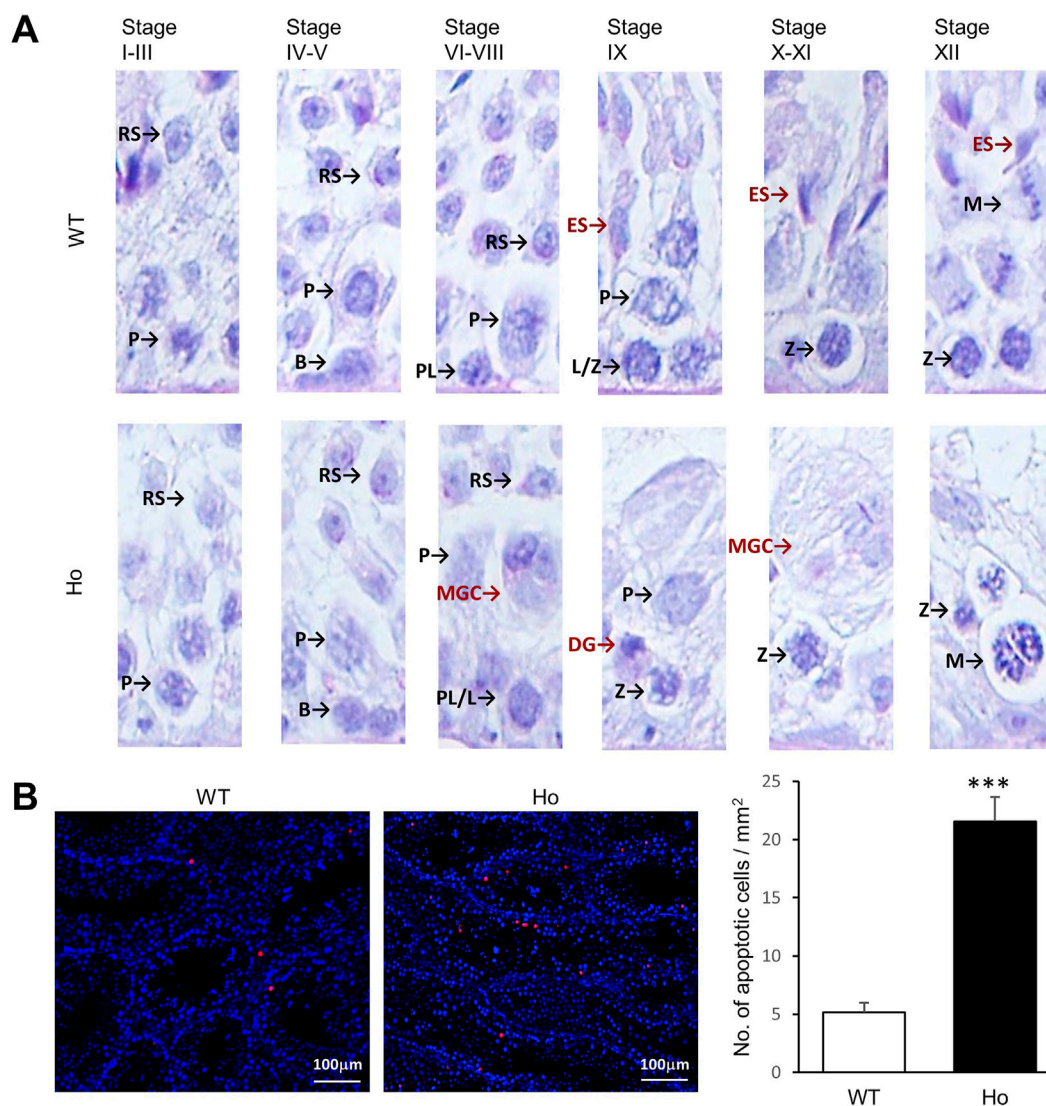 A
Stage I-III
Stage IV-V
Stage VI-VIII
Stage IX
Stage X-XI
Stage XII
WT
RS→
P→
RS→
P→
B→
RS→
P→
PL→
ES→
P→
L/Z→
ES→
Z→
ES→
M→
Z→
Ho
RS→
P→
RS→
P→
B→
RS→
P→
MGC→
PL/L→
P→
DG→
Z→
MGC→
Z→
Z→
M→
B
WT
100µm
Ho
100µm
No. of apoptotic cells / mm²
25
20
15
10
5
0
***
WT
Ho